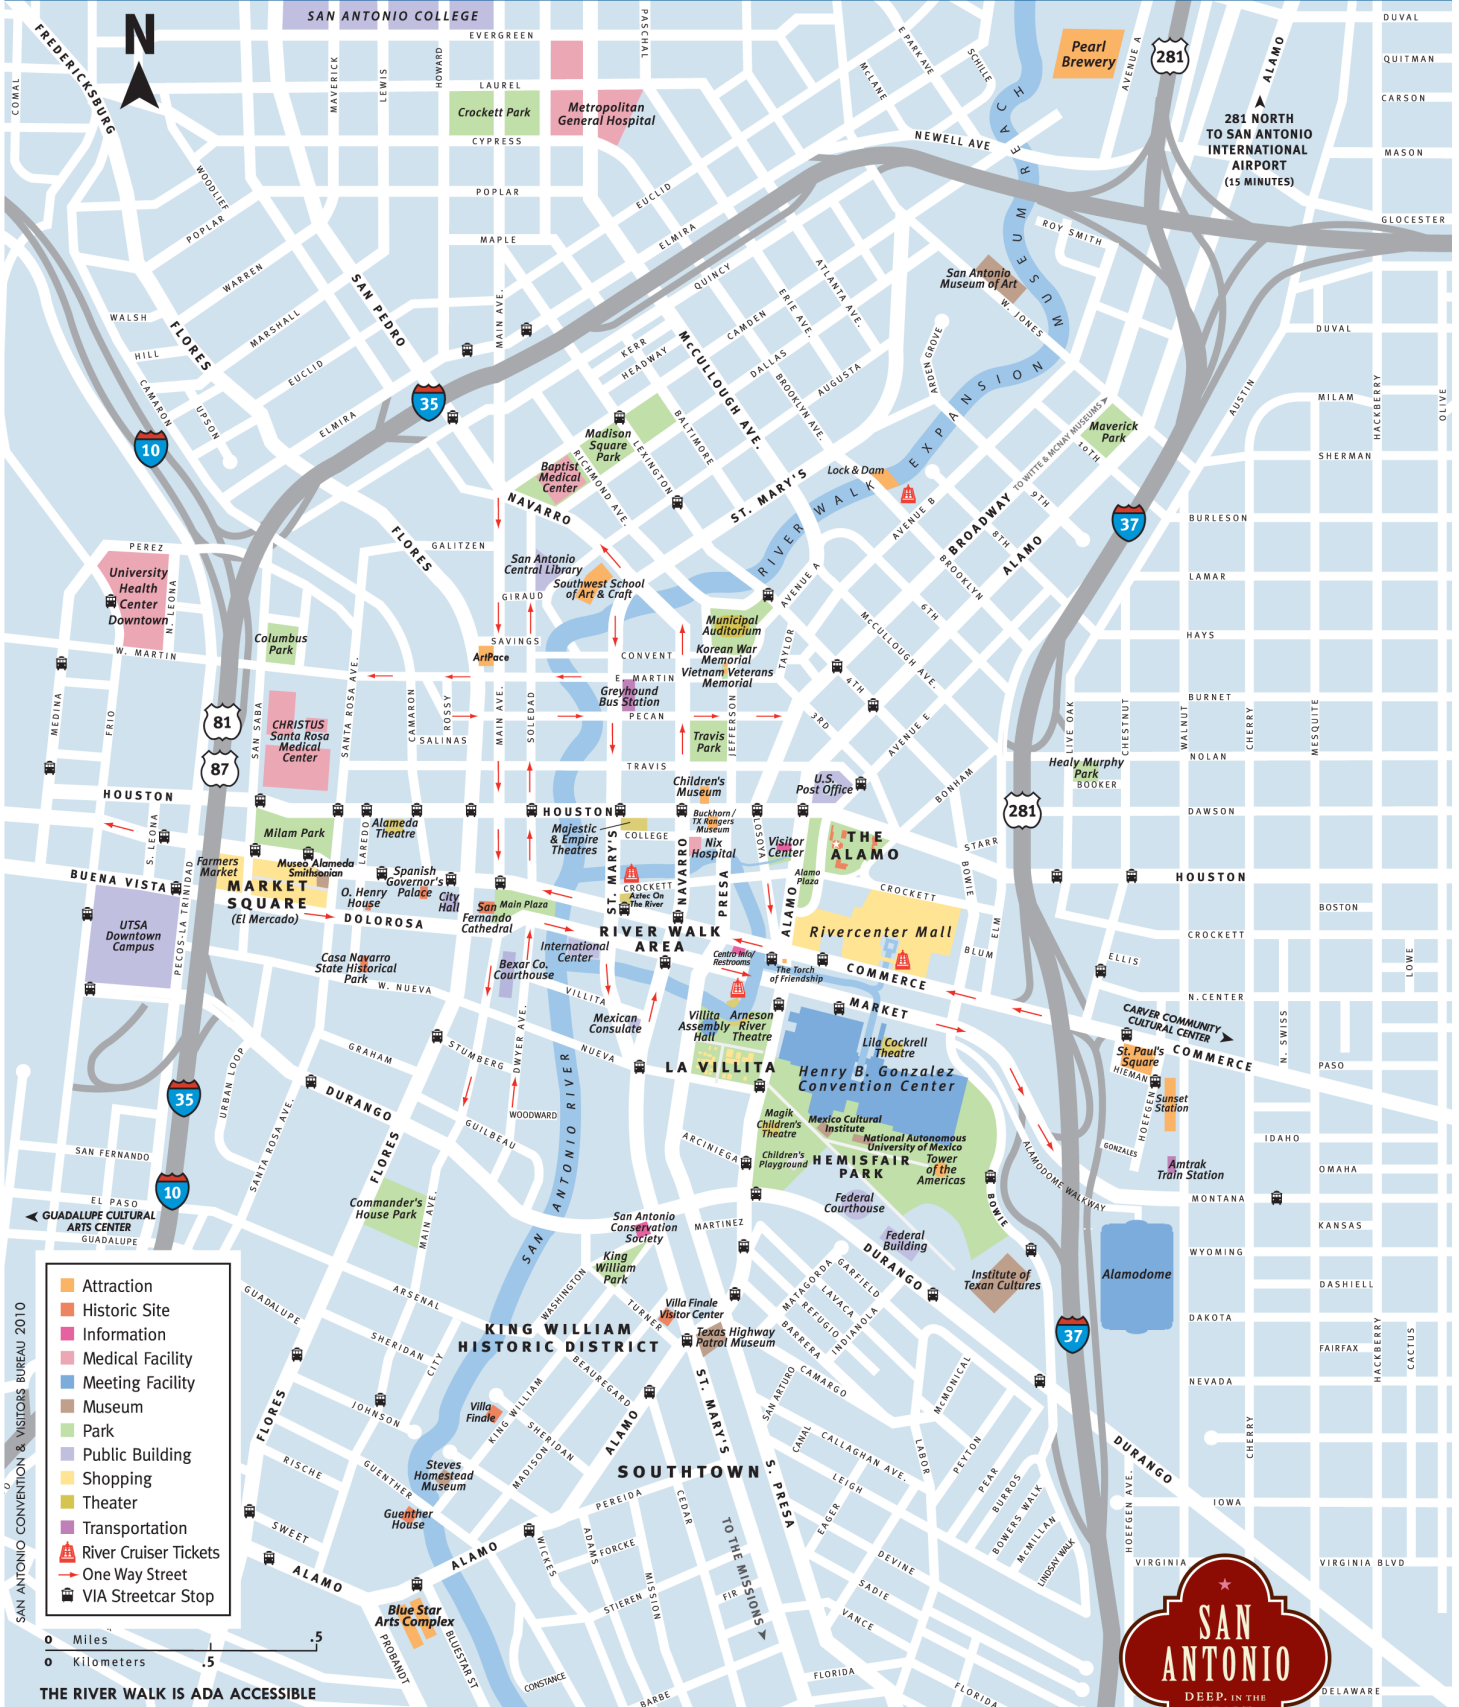 SAN ANTONIO COLLEGE
EVERGREEN
PASCHAL
DUVAL
N
FREDERICKSBURG
COMAL
MAVERICK
LEWIS
HOWARD
LAUREL
Crockett Park
Metropolitan
General Hospital
CYPRESS
E PARK AVE
SCHILLE
McLANE
Pearl
Brewery
AVENUE A
281
ALAMO
QUITMAN
CARSON
281 NORTH
TO SAN ANTONIO
INTERNATIONAL
AIRPORT
(15 MINUTES)
NEWELL AVE
MASON
WOODLIEF
POPLAR
POPLAR
EUCLID
MUSEUM REACH
GLOCESTER
ROY SMITH
MAPLE
ELMIRA
WARREN
SAN PEDRO
MAIN AVE.
QUINCY
ATLANTA AVE.
ERIE AVE.
San Antonio
Museum of Art
W. JONES
WALSH
FLORES
MARSHALL
HILL
EUCLID
CAMARON
UPSON
ELMIRA
KERR
HEADWAY
McCULLOUGH AVE.
CAMDEN
DALLAS
BROOKLYN AVE.
AUGUSTA
ARDEN GROVE
DUVAL
AUSTIN
MILAM
HACKBERRY
OLIVE
35
10
Madison
Square
Park
BALTIMORE
LEXINGTON
RICHMOND AVE.
Baptist
Medical
Center
NAVARRO
ST. MARY'S
Lock & Dam
RIVER WALK EXPANSION
TO WITTE & MCNAY MUSEUMS
Maverick
Park
10TH
9TH
8TH
SHERMAN
BROADWAY
AVENUE B
BROOKLYN
ALAMO
37
BURLESON
PEREZ
FLORES
GALITZEN
San Antonio
Central Library
Southwest School
of Art & Craft
GIRAUD
AVENUE A
6TH
LAMAR
University
Health
Center
Downtown
N. LEONA
W. MARTIN
Columbus
Park
SAVINGS
ArtPace
Municipal
Auditorium
Korean War
Memorial
Vietnam Veterans
Memorial
TAYLOR
McCULLOUGH AVE.
HAYS
CONVENT
E. MARTIN
Greyhound
Bus Station
PECAN
4TH
3RD
AVENUE E
MEDINA
FRIO
81
87
SAN SABA
SANTA ROSA AVE.
CHRISTUS
Santa Rosa
Medical
Center
CAMARON
ROSSY
SALINAS
MAIN AVE.
SOLEDAD
Travis
Park
JEFFERSON
TRAVIS
BURNET
LIVE OAK
CHESTNUT
WALNUT
CHERRY
MESQUITE
NOLAN
Healy Murphy
Park
BOOKER
BONHAM
U.S.
Post Office
Children's
Museum
HOUSTON
HOUSTON
281
DAWSON
S. LEONA
Milam Park
LAREDO
Alameda
Theatre
Majestic
& Empire
Theatres
COLLEGE
ST. MARY'S
Buckhorn/
TX Rangers
Museum
Nix
Hospital
LOSOYA
Visitor
Center
THE
ALAMO
STARR
Farmers
Market
Museo Alameda
Smithsonian
BUENA VISTA
MARKET
SQUARE
(El Mercado)
O. Henry
House
Spanish
Governor's
Palace
City
Hall
San
Fernando
Cathedral
Main Plaza
CROCKETT
Aztec On
The River
NAVARRO
PRESA
Alamo
Plaza
ALAMO
CROCKETT
BOWIE
HOUSTON
BOSTON
UTSA
Downtown
Campus
PECOS-LA TRINIDAD
DOLOROSA
RIVER WALK
AREA
Rivercenter Mall
ELM
BLUM
CROCKETT
Casa Navarro
State Historical
Park
W. NUEVA
Bexar Co.
Courthouse
International
Center
Centro Info/
Restrooms
The Torch
of Friendship
COMMERCE
ELLIS
LOWE
N.CENTER
VILLITA
Mexican
Consulate
Villita
Assembly
Hall
Arneson
River
Theatre
MARKET
CARVER COMMUNITY
CULTURAL CENTER
N. SWISS
GRAHAM
STUMBERG
DWYER AVE.
NUEVA
LA VILLITA
Lila Cockrell
Theatre
Henry B. Gonzalez
Convention Center
St. Paul's
Square
COMMERCE
HIEMAN
PASO
URBAN LOOP
35
DURANGO
WOODWARD
Sunset
Station
HOEFGEN
SAN FERNANDO
SANTA ROSA AVE.
FLORES
GUILBEAU
ARCINIEGA
Magik
Children's
Theatre
Mexico Cultural
Institute
National Autonomous
University of Mexico
Children's
Playground
HEMISFAIR
PARK
Tower
of the
Americas
ALAMODOME WALKWAY
GONZALES
Amtrak
Train Station
IDAHO
OMAHA
10
EL PASO
GUADALUPE CULTURAL
ARTS CENTER
GUADALUPE
Commander's
House Park
MAIN AVE.
SAN ANTONIO RIVER
San Antonio
Conservation
Society
MARTINEZ
Federal
Courthouse
Federal
Building
BOWIE
MONTANA
KANSAS
King
William
Park
DURANGO
Institute of
Texan Cultures
Alamodome
WYOMING
DASHIELL
Attraction
Historic Site
Information
Medical Facility
Meeting Facility
Museum
Park
Public Building
Shopping
Theater
Transportation
River Cruiser Tickets
One Way Street
VIA Streetcar Stop
GUADALUPE
ARSENAL
WASHINGTON
TURNER
Villa Finale
Visitor Center
Texas Highway
Patrol Museum
MATAGORDA
GARFIELD
LAVACA
REFUGIO
INDIANOLA
BARRERA
37
DAKOTA
FAIRFAX
HACKBERRY
CACTUS
KING WILLIAM
HISTORIC DISTRICT
SHERIDAN
CITY
BEAUREGARD
NEVADA
SAN ARTURO
CAMARGO
McMONICAL
FLORES
JOHNSON
Villa
Finale
KING WILLIAM
SHERIDAN
MADISON
ALAMO
ST. MARY'S
CANAL
CALLAGHAN AVE.
LABOR
PEYTON
CHERRY
DURANGO
RISCHE
GUENTHER
Steves
Homestead
Museum
SOUTHTOWN
S. PRESA
LEIGH
PEAR
BURROS
BOWERS WALK
McMILLAN
LINDSAY WALK
HOEFGEN AVE.
Guenther
House
PEREIDA
CEDAR
EAGER
IOWA
SWEET
ALAMO
ALAMO
WICKES
ADAMS
FORCKE
TO THE MISSIONS
DEVINE
VIRGINIA
VIRGINIA BLVD
MISSION
STIEREN
FIR
SADIE
VANCE
Blue Star
Arts Complex
PROBANDT
BLUESTAR ST
CONSTANCE
BARBE
FLORIDA
FLORIDA
DELAWARE
SAN ANTONIO CONVENTION & VISITORS BUREAU 2010
0 Miles .5
0 Kilometers .5
THE RIVER WALK IS ADA ACCESSIBLE
SAN
ANTONIO
DEEP. IN THE